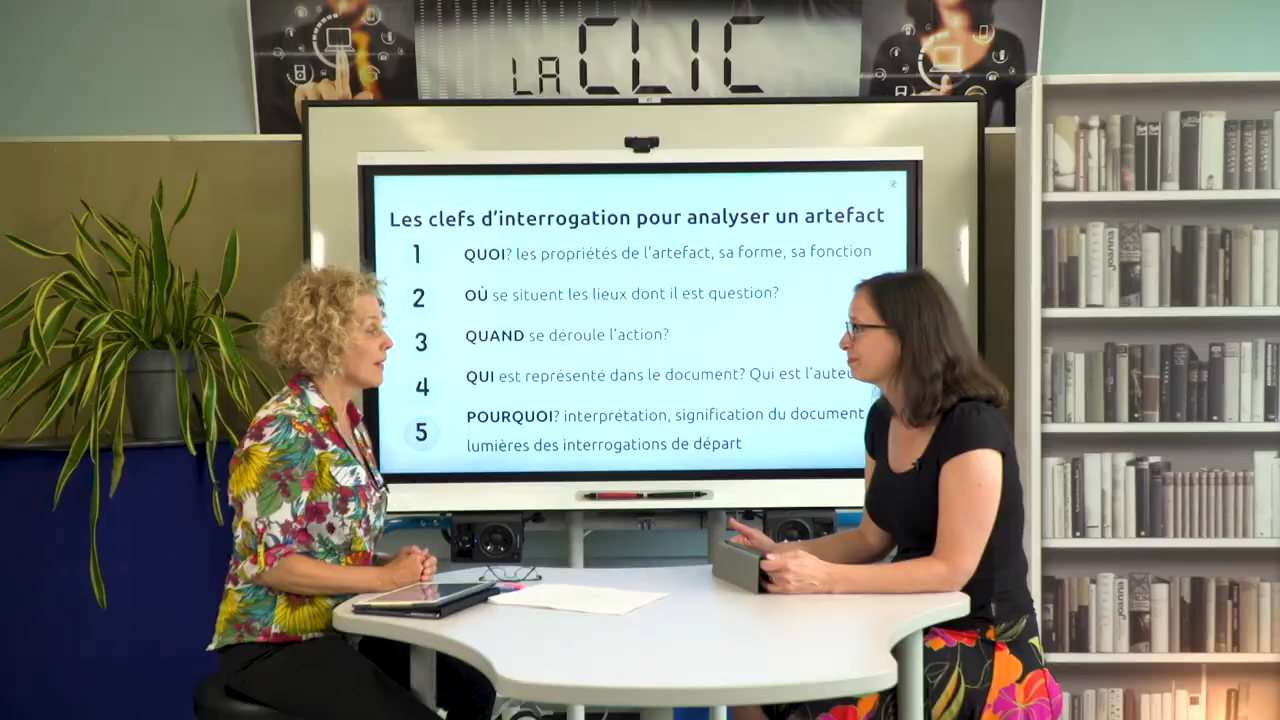 LA CLIC
Les clefs d'interrogation pour analyser un artefact
1 QUOI? les propriétés de l'artefact, sa forme, sa fonction
2 OÙ se situent les lieux dont il est question?
3 QUAND se déroule l'action?
4 QUI est représenté dans le document? Qui est l'auteu
5 POURQUOI? interprétation, signification du document
lumières des interrogations de départ
Joanna
Joanna